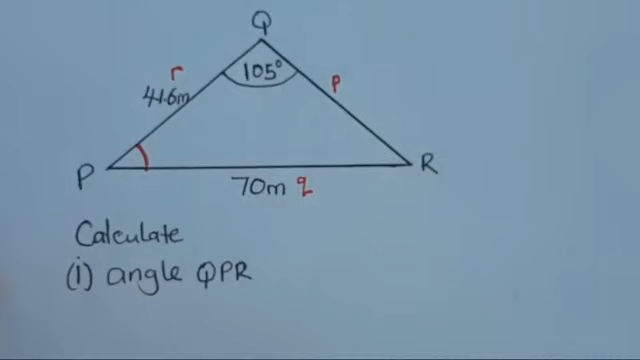 Q
r
105°
p
41.6m
P
R
70m q
Calculate
(i) angle QPR